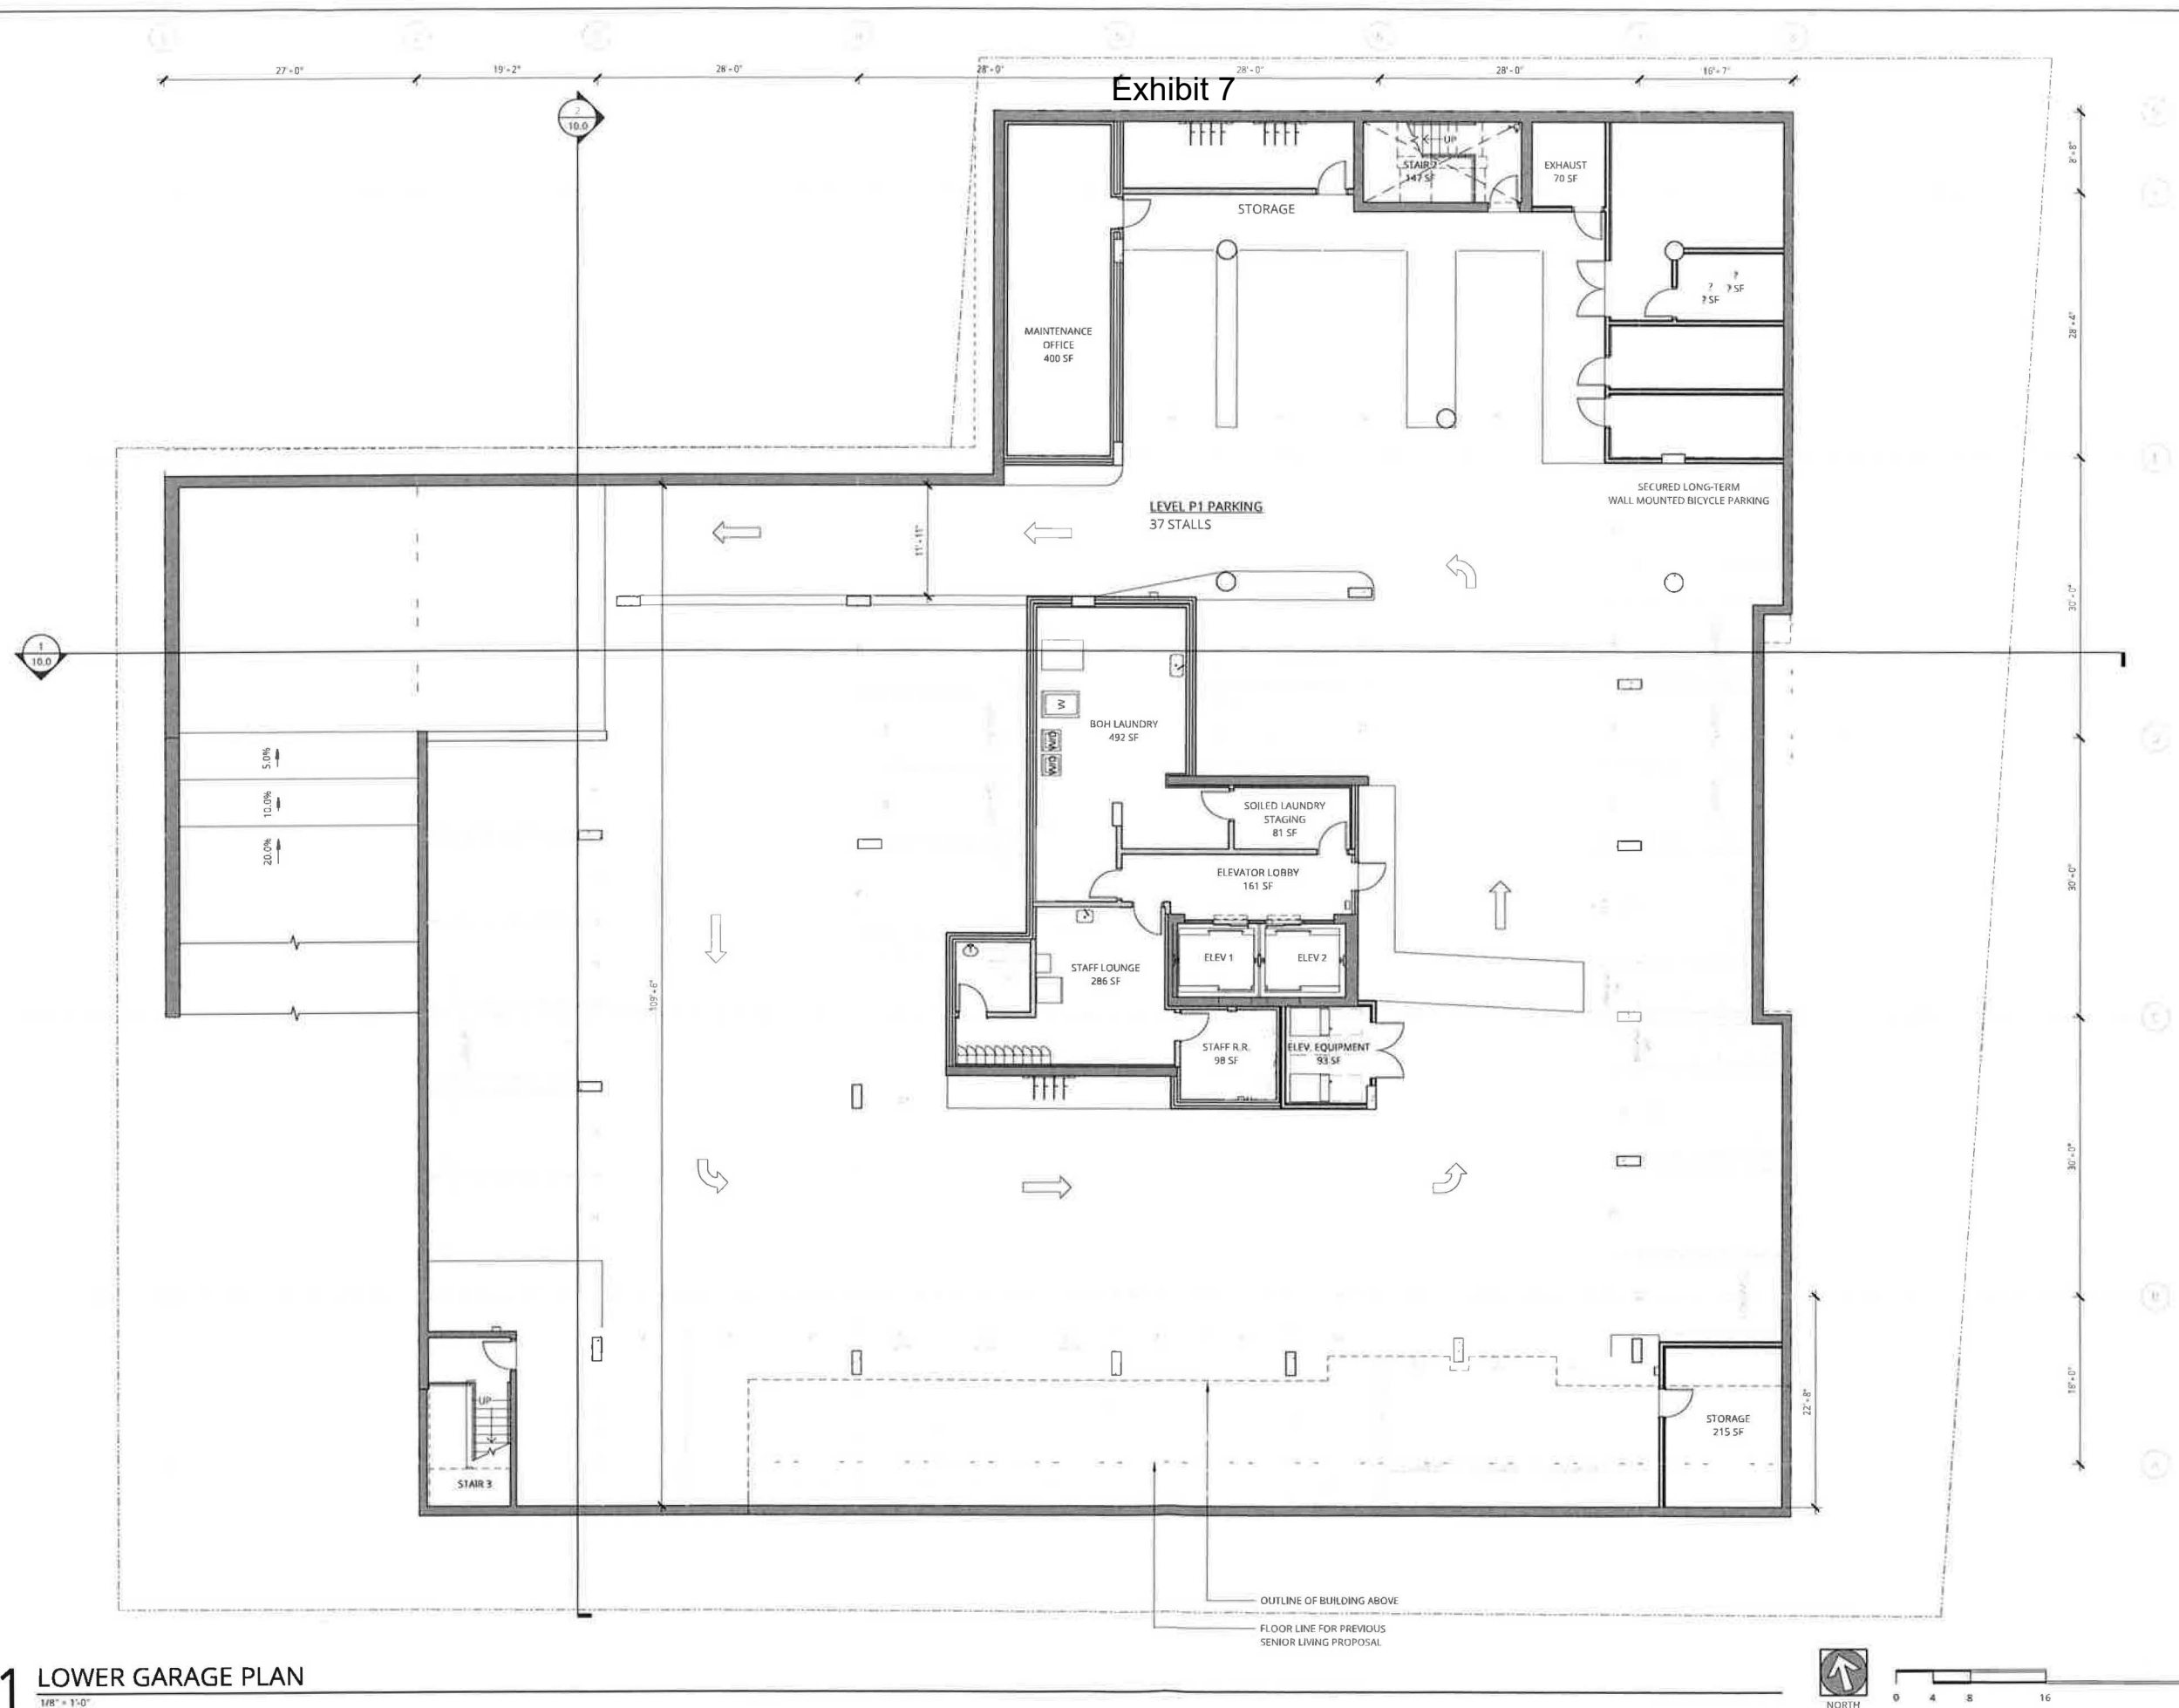 27'-0"
19'-2"
28'-0"
28'-0"
28'-0"
28'-0"
16'-7"
Exhibit 7
2
10.0
UP
STAIR 2
147 SF
EXHAUST
70 SF
8'-8"
STORAGE
?
? ? SF
? SF
MAINTENANCE
OFFICE
400 SF
28'-4"
SECURED LONG-TERM
WALL MOUNTED BICYCLE PARKING
LEVEL P1 PARKING
37 STALLS
11'-11"
30'-0"
1
10.0
W
BOH LAUNDRY
492 SF
W/D
W/D
5.0%
10.0%
20.0%
SOILED LAUNDRY
STAGING
81 SF
ELEVATOR LOBBY
161 SF
30'-0"
ELEV 1
ELEV 2
STAFF LOUNGE
286 SF
109'-6"
STAFF R.R.
98 SF
ELEV. EQUIPMENT
93 SF
30'-0"
18'-0"
22'-8"
UP
STAIR 3
STORAGE
215 SF
OUTLINE OF BUILDING ABOVE
FLOOR LINE FOR PREVIOUS
SENIOR LIVING PROPOSAL
1 LOWER GARAGE PLAN
1/8" = 1'-0"
NORTH
0 4 8 16